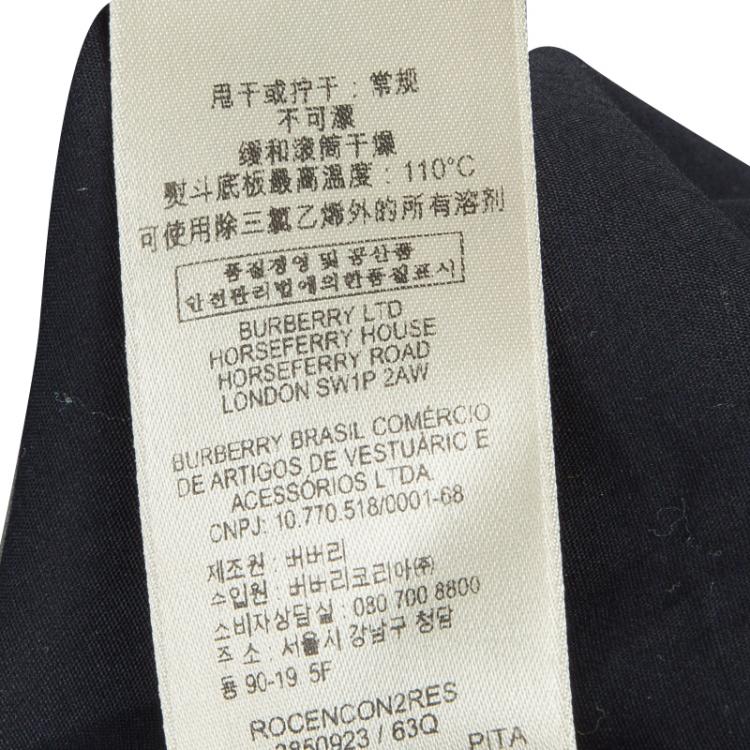 甩干或拧干：常规
不可漂
缓和滚筒干燥
熨斗底板最高温度：110°C
可使用除三氯乙烯外的所有溶剂
품질경영 및 공산품
안전관리법에의한품질표시
BURBERRY LTD
HORSEFERRY HOUSE
HORSEFERRY ROAD
LONDON SW1P 2AW
BURBERRY BRASIL COMÉRCIO
DE ARTIGOS DE VESTUÁRIC E
ACESSÓRIOS LTDA
CNPJ: 10.770.518/0001-68
제조원 : 버버리
수입원 : 버버리코리아(주)
소비자상담실 : 080 700 8800
주 소 : 서울시 강남구 청담
동 90-19 5F
ROCENCON2RES
3850923 / 63Q PITA